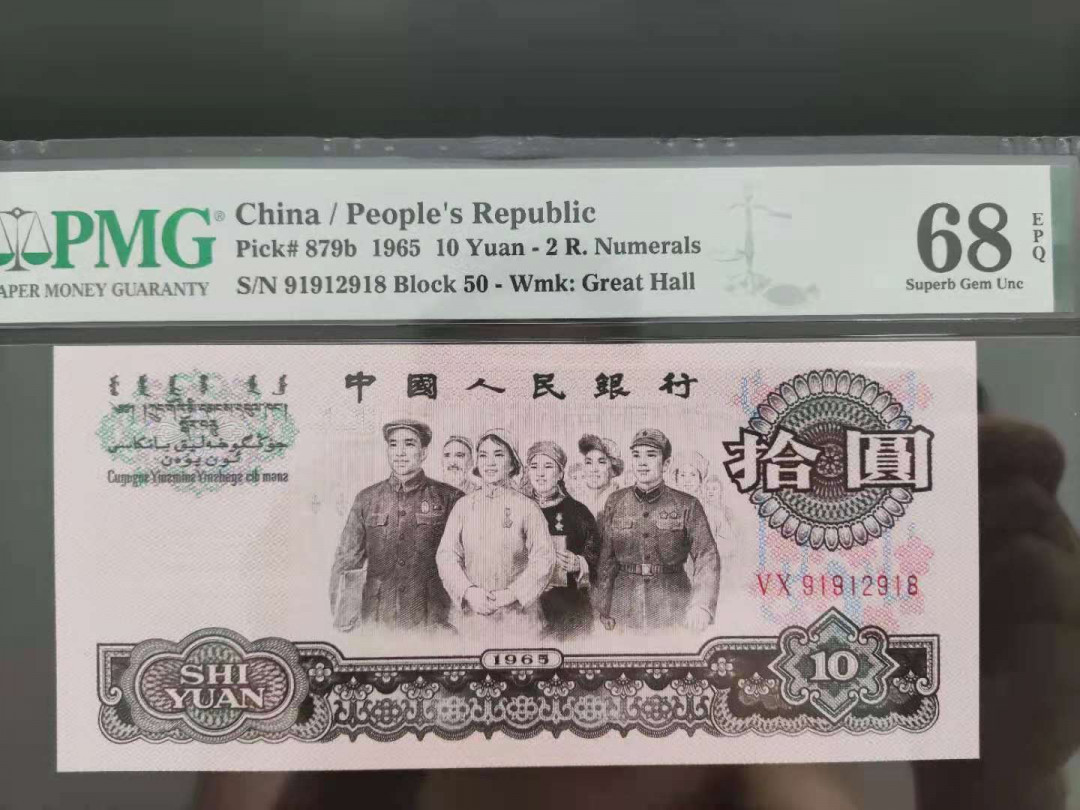 PMG®
APER MONEY GUARANTY
China / People's Republic
Pick# 879b 1965 10 Yuan - 2 R. Numerals
S/N 91912918 Block 50 - Wmk: Great Hall
68
EPQ
Superb Gem Unc
中國人民銀行
拾圓
VX 91912918
1965
SHI
YUAN
10